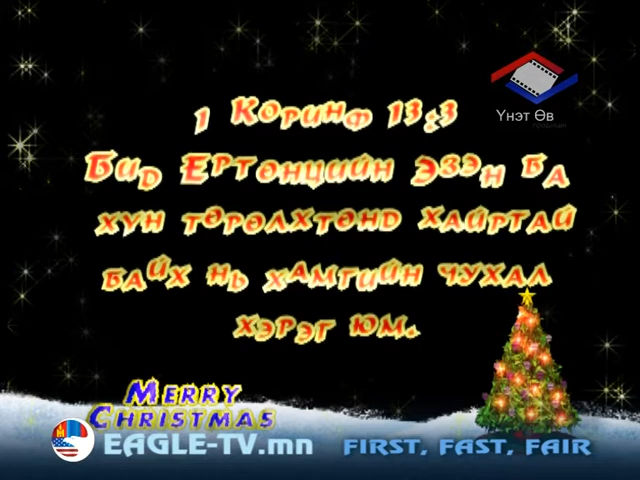 Үнэт Өв
1 Коринф 13:3
Бид Ертөнцийн Эзэн ба
хүн төрөлхтөнд хайртай
байх нь хамгийн чухал
хэрэг юм.
Merry
Christmas
EAGLE-TV.mn FIRST, FAST, FAIR